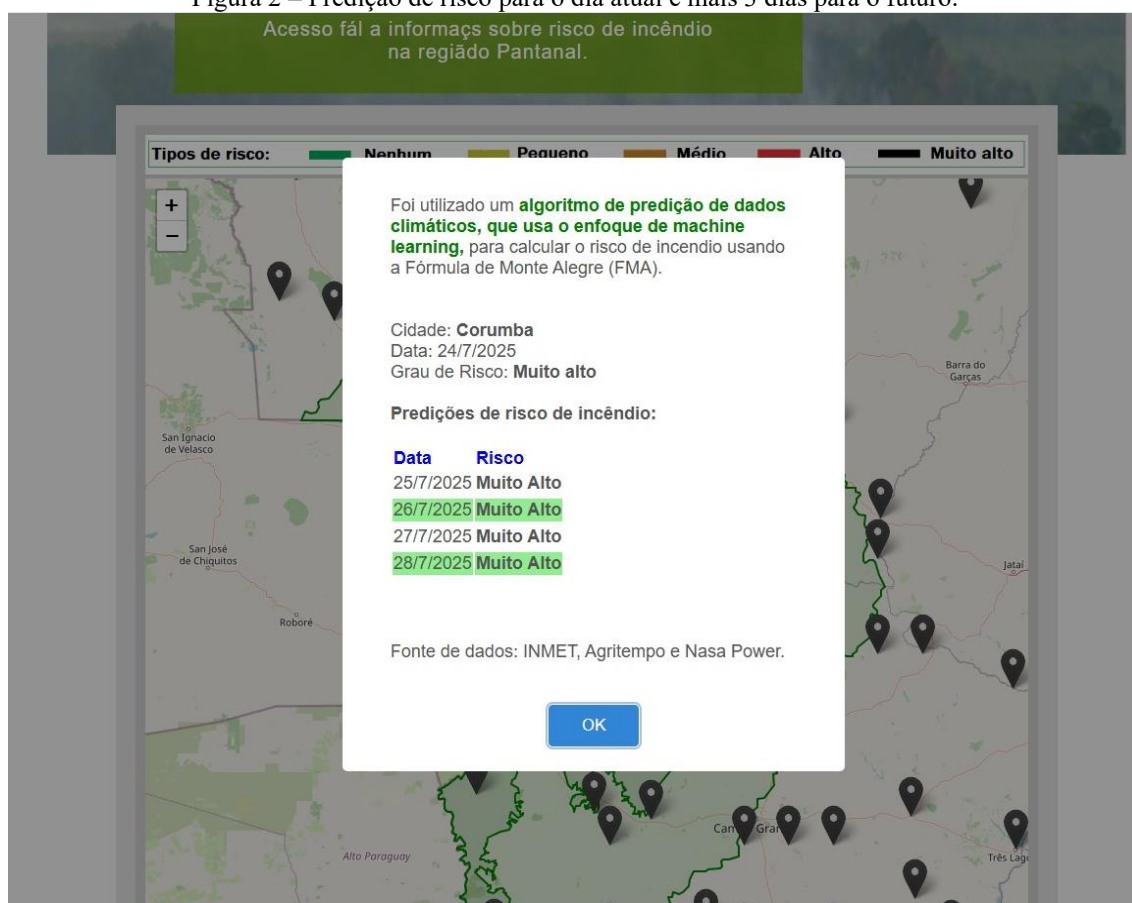 Figura 2 – Predição de risco para o dia atual e mais 5 dias para o futuro.
Acesso fál a informaçs sobre risco de incêndio
na regiãdo Pantanal.
Tipos de risco: Nenhum Pequeno Médio Alto Muito alto
+
−
Foi utilizado um algoritmo de predição de dados
climáticos, que usa o enfoque de machine
learning, para calcular o risco de incendio usando
a Fórmula de Monte Alegre (FMA).
Cidade: Corumba
Data: 24/7/2025
Grau de Risco: Muito alto
Barra do
Garças
Predições de risco de incêndio:
San Ignacio
de Velasco
Data Risco
25/7/2025 Muito Alto
26/7/2025 Muito Alto
27/7/2025 Muito Alto
28/7/2025 Muito Alto
San José
de Chiquitos
Jataí
Roboré
Fonte de dados: INMET, Agritempo e Nasa Power.
OK
Alto Paraguay
Três Lag